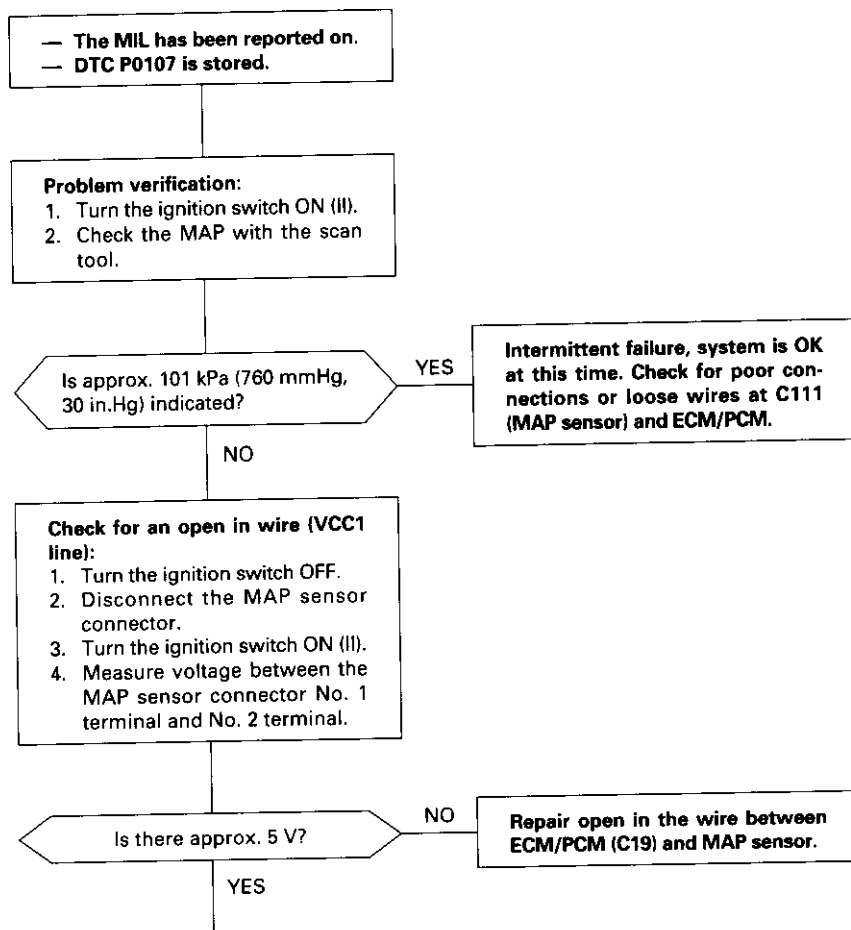 — The MIL has been reported on.
— DTC P0107 is stored.
Problem verification:
1. Turn the ignition switch ON (II).
2. Check the MAP with the scan
tool.
Is approx. 101 kPa (760 mmHg,
30 in.Hg) indicated?
YES
Intermittent failure, system is OK
at this time. Check for poor con-
nections or loose wires at C111
(MAP sensor) and ECM/PCM.
NO
Check for an open in wire (VCC1
line):
1. Turn the ignition switch OFF.
2. Disconnect the MAP sensor
connector.
3. Turn the ignition switch ON (II).
4. Measure voltage between the
MAP sensor connector No. 1
terminal and No. 2 terminal.
Is there approx. 5 V?
NO
Repair open in the wire between
ECM/PCM (C19) and MAP sensor.
YES